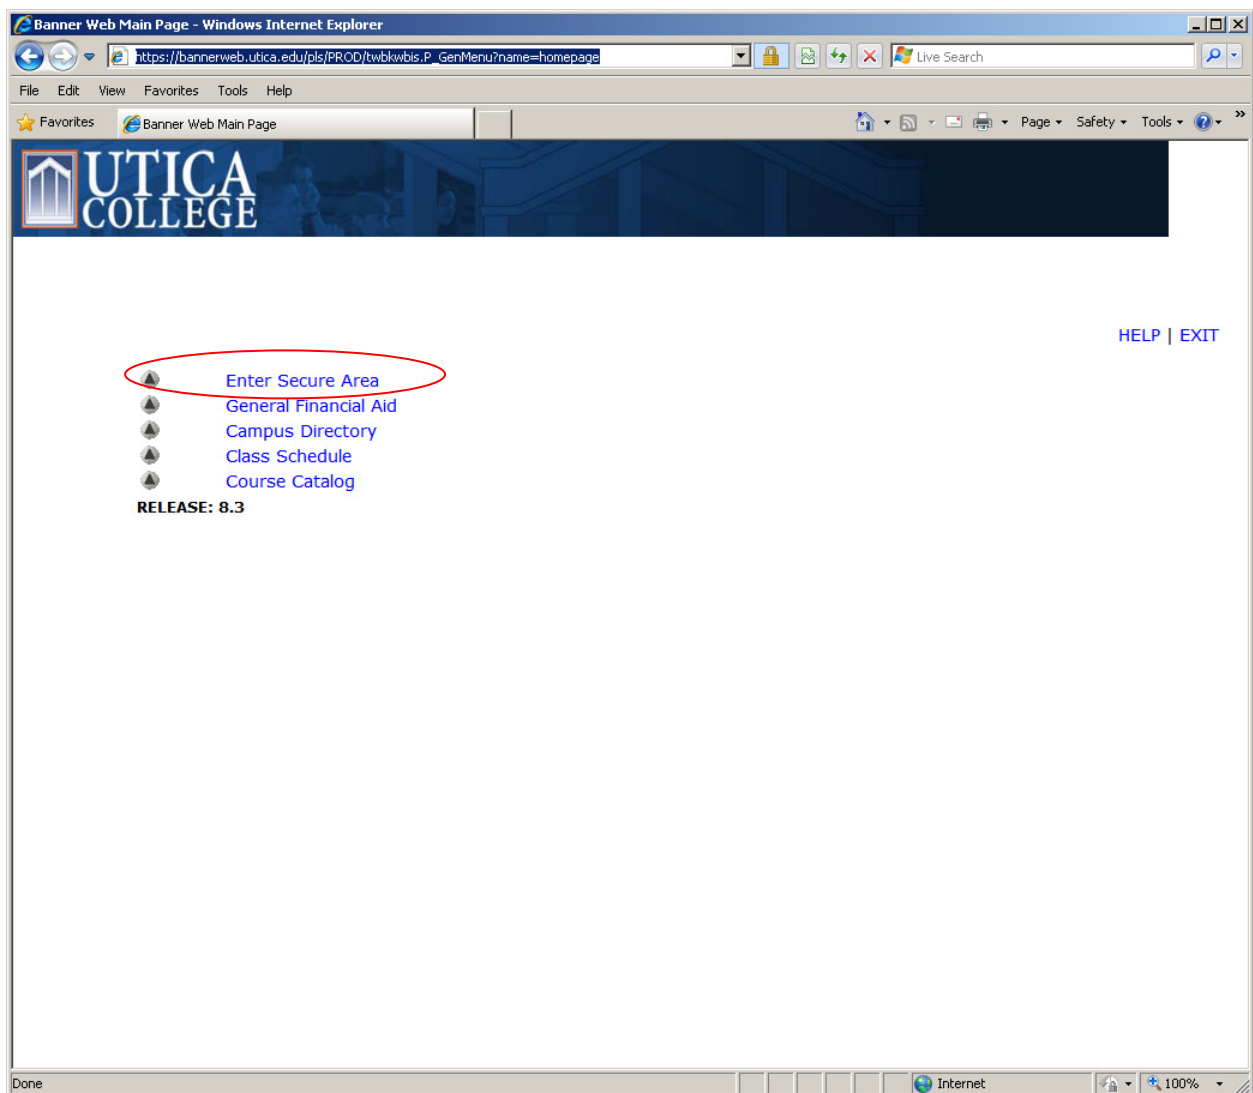 Banner Web Main Page - Windows Internet Explorer
https://bannerweb.utica.edu/pls/PROD/twbkwbis.P_GenMenu?name=homepage
Live Search
File Edit View Favorites Tools Help
Favorites Banner Web Main Page Page Safety Tools »
UTICA
COLLEGE
HELP | EXIT
Enter Secure Area
General Financial Aid
Campus Directory
Class Schedule
Course Catalog
RELEASE: 8.3
Done Internet 100%